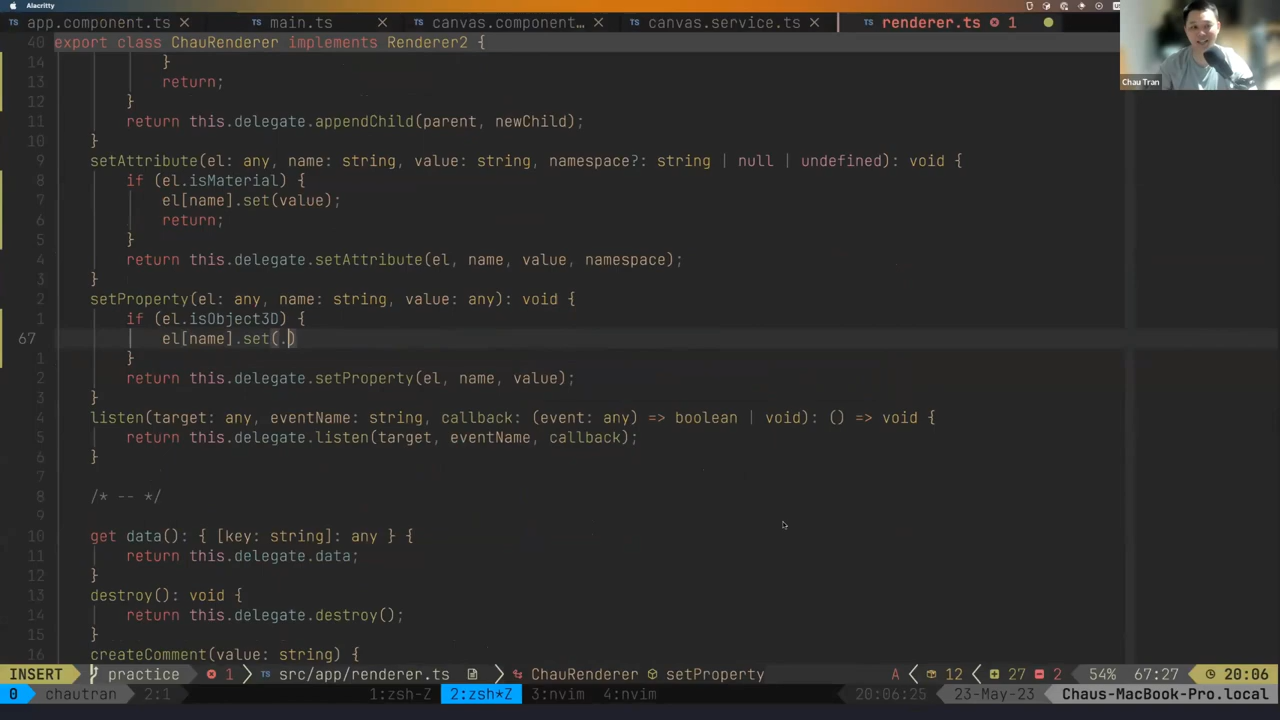 Alacritty
app.component.ts × main.ts × canvas.component… × canvas.service.ts × renderer.ts 1
Chau Tran
40 export class ChauRenderer implements Renderer2 {
14 }
13 return;
12 }
11 return this.delegate.appendChild(parent, newChild);
10 }
9 setAttribute(el: any, name: string, value: string, namespace?: string | null | undefined): void {
8 if (el.isMaterial) {
7 el[name].set(value);
6 return;
5 }
4 return this.delegate.setAttribute(el, name, value, namespace);
3 }
2 setProperty(el: any, name: string, value: any): void {
1 if (el.isObject3D) {
67 el[name].set(.)
1 }
2 return this.delegate.setProperty(el, name, value);
3 }
4 listen(target: any, eventName: string, callback: (event: any) => boolean | void): () => void {
5 return this.delegate.listen(target, eventName, callback);
6 }
7
8 /* -- */
9
10 get data(): { [key: string]: any } {
11 return this.delegate.data;
12 }
13 destroy(): void {
14 return this.delegate.destroy();
15 }
16 createComment(value: string) {
INSERT practice 1 > TS src/app/renderer.ts > ChauRenderer setProperty A 12 27 2 54% 67:27 20:06
0 chautran 2:1 1:zsh-Z 2:zsh*Z 3:nvim 4:nvim 20:06:25 23-May-23 Chaus-MacBook-Pro.local